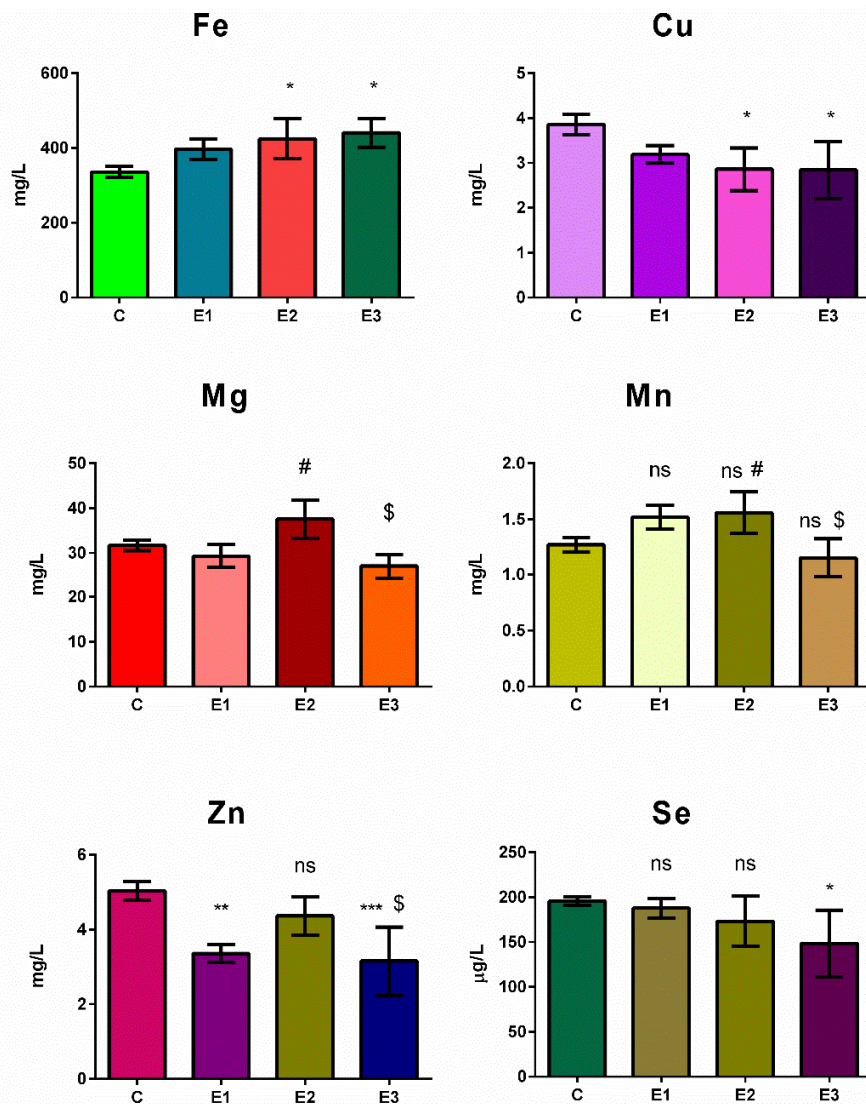 Fe
Cu
600
400
200
0
mg/L
* *
C E1 E2 E3
5
4
3
2
1
0
mg/L
* *
C E1 E2 E3
Mg
Mn
50
40
30
20
10
0
mg/L
#
$
C E1 E2 E3
2.0
1.5
1.0
0.5
0.0
mg/L
ns ns #
ns $
C E1 E2 E3
Zn
Se
6
4
2
0
mg/L
ns
** *** $
C E1 E2 E3
250
200
150
100
50
0
µg/L
ns ns
*
C E1 E2 E3